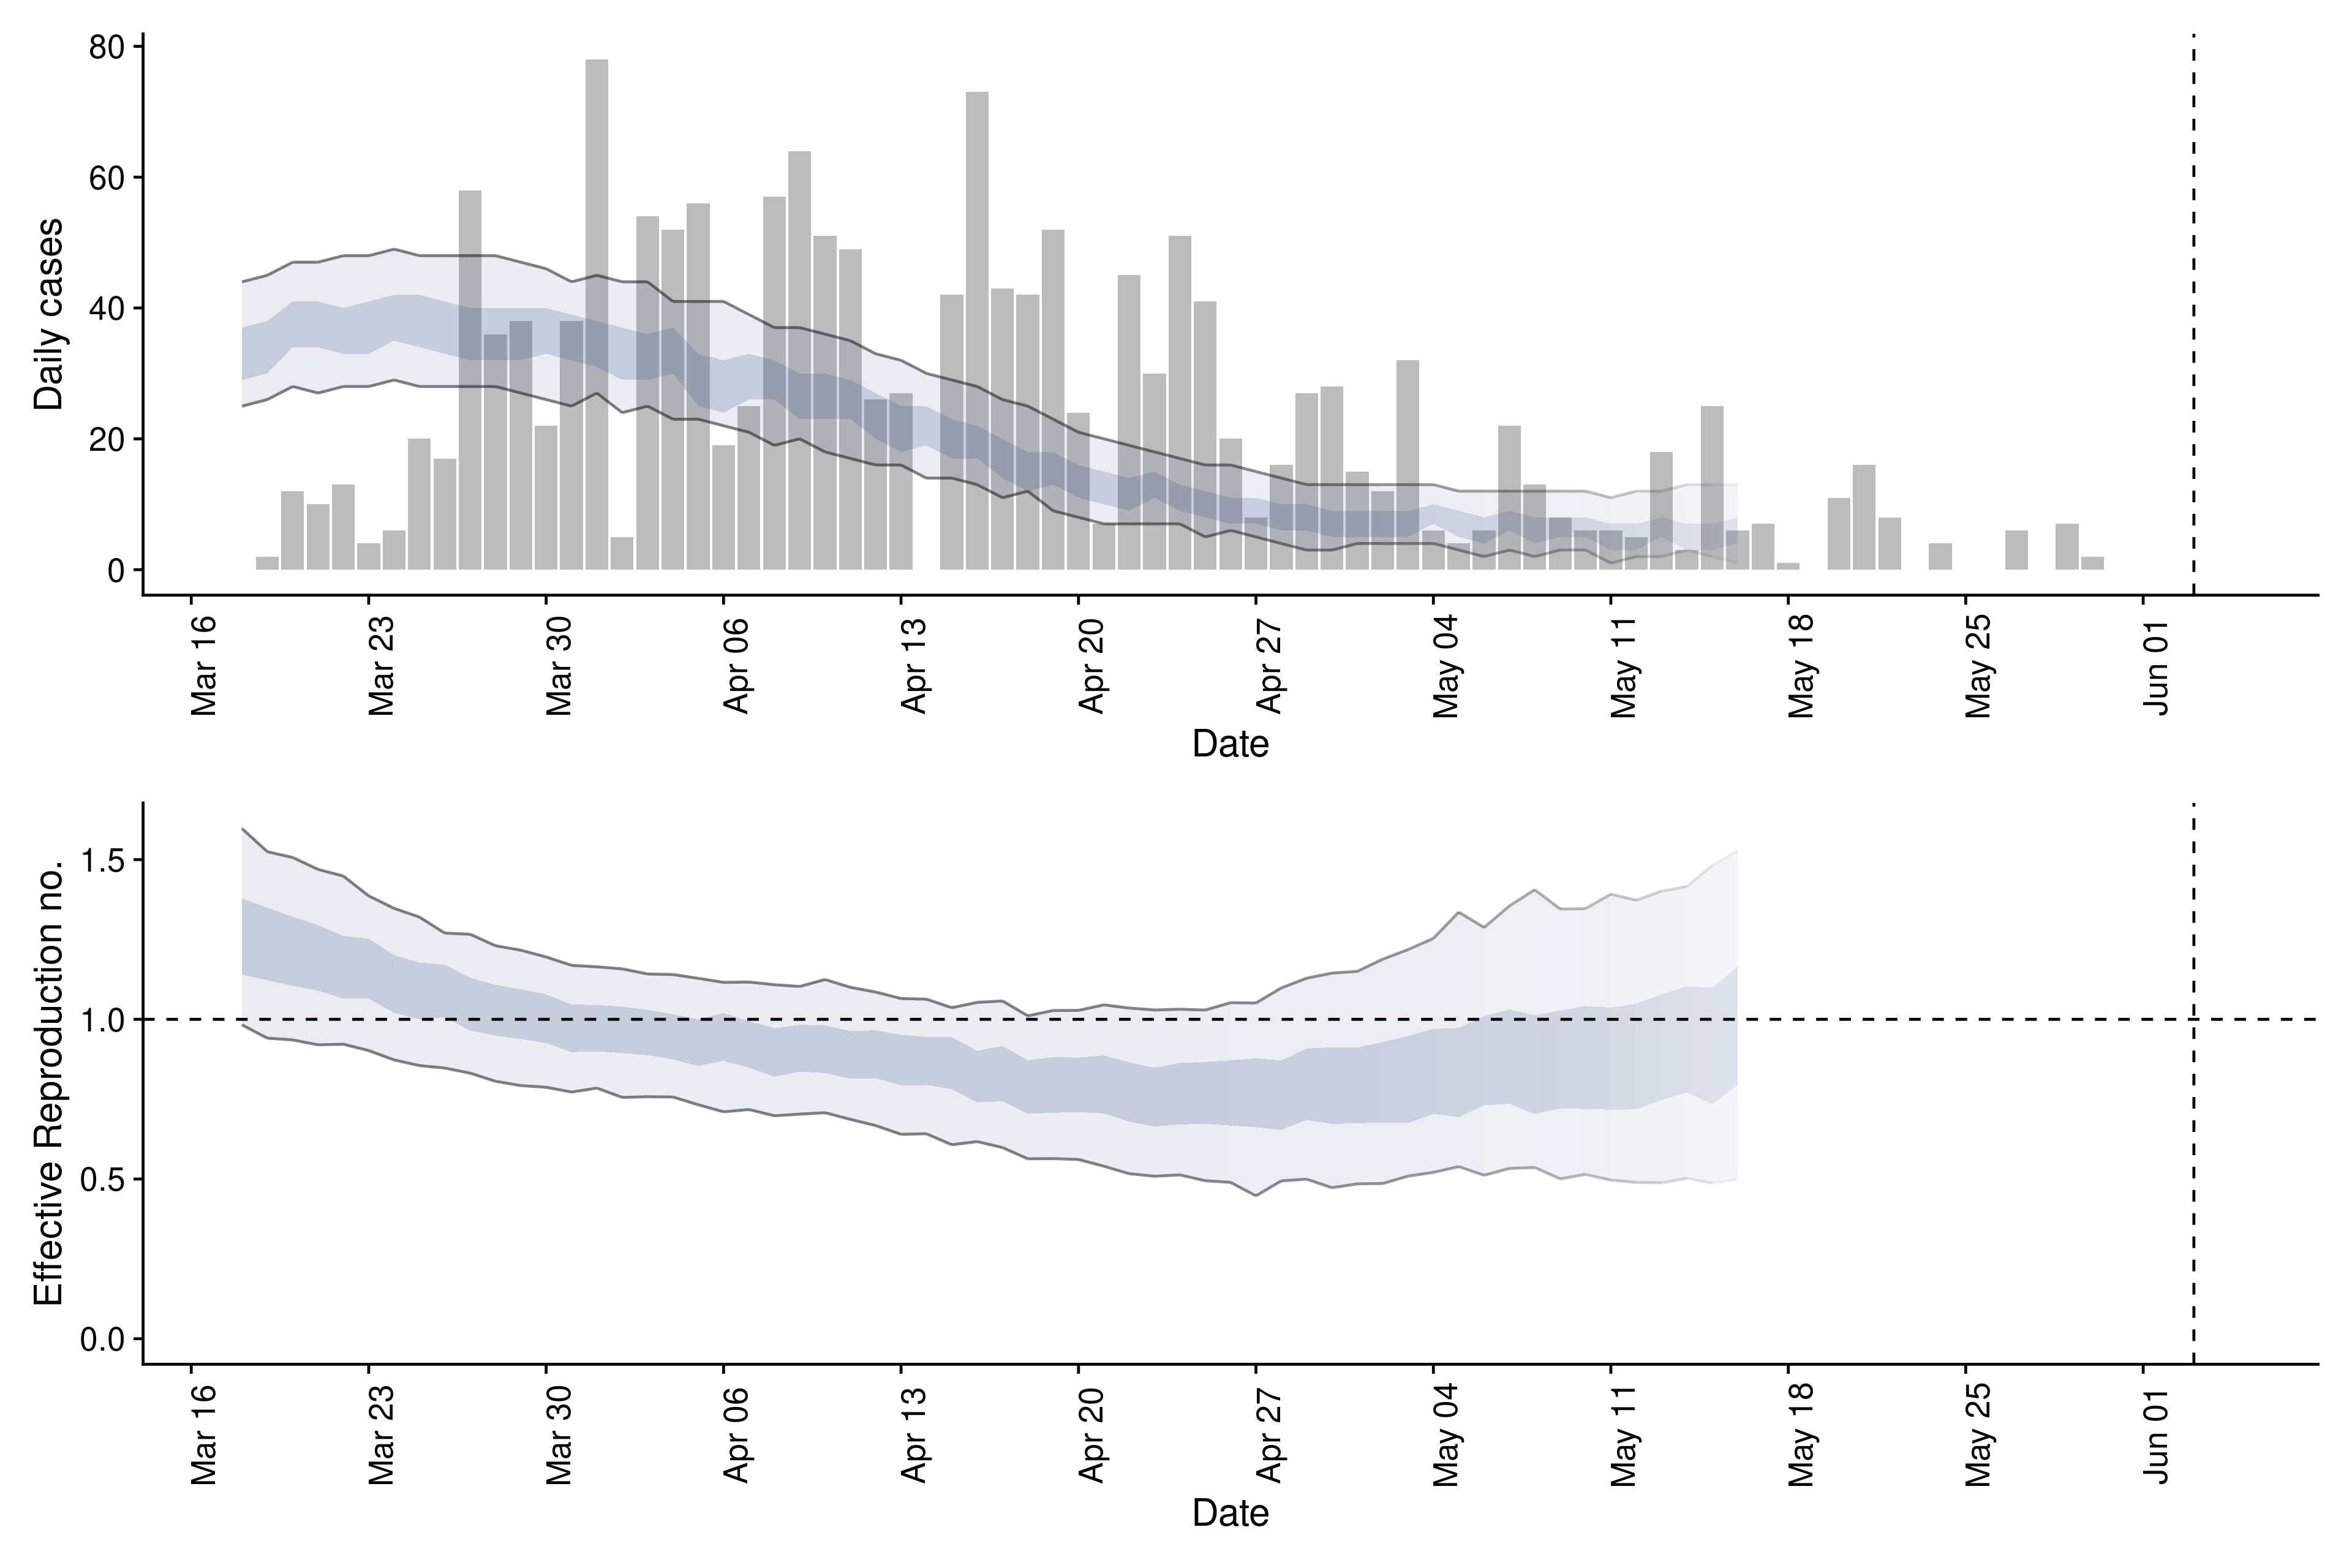 Daily cases
80
60
40
20
0
Mar 16
Mar 23
Mar 30
Apr 06
Apr 13
Apr 20
Apr 27
May 04
May 11
May 18
May 25
Jun 01
Date
Effective Reproduction no.
1.5
1.0
0.5
0.0
Mar 16
Mar 23
Mar 30
Apr 06
Apr 13
Apr 20
Apr 27
May 04
May 11
May 18
May 25
Jun 01
Date